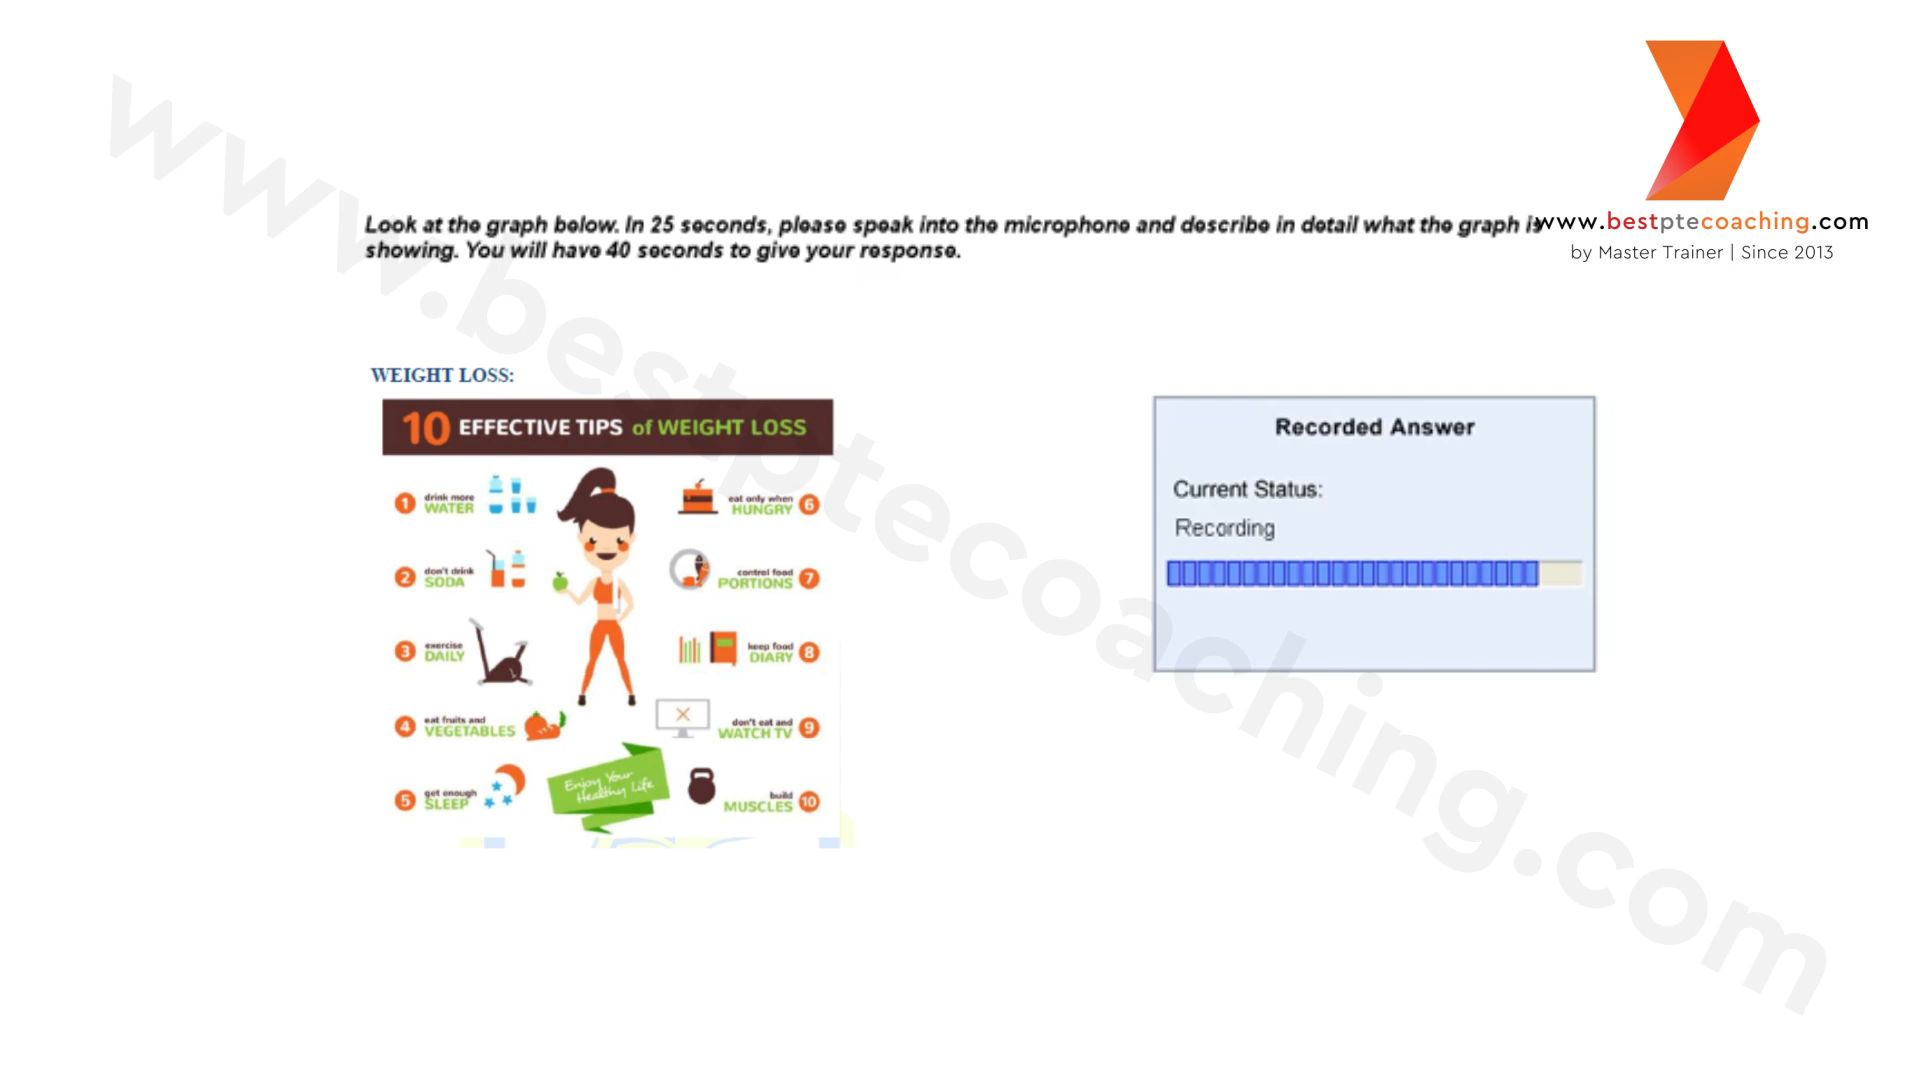 www.bestptecoaching.com
Look at the graph below. In 25 seconds, please speak into the microphone and describe in detail what the graph is
showing. You will have 40 seconds to give your response.
www.bestptecoaching.com
by Master Trainer | Since 2013
WEIGHT LOSS:
10 EFFECTIVE TIPS of WEIGHT LOSS
1 drink more
WATER
2 don't drink
SODA
3 exercise
DAILY
4 eat fruits and
VEGETABLES
5 get enough
SLEEP
eat only when
HUNGRY 6
control food
PORTIONS 7
keep food
DIARY 8
don't eat and
WATCH TV 9
build
MUSCLES 10
Enjoy Your
Healthy Life
Recorded Answer
Current Status:
Recording